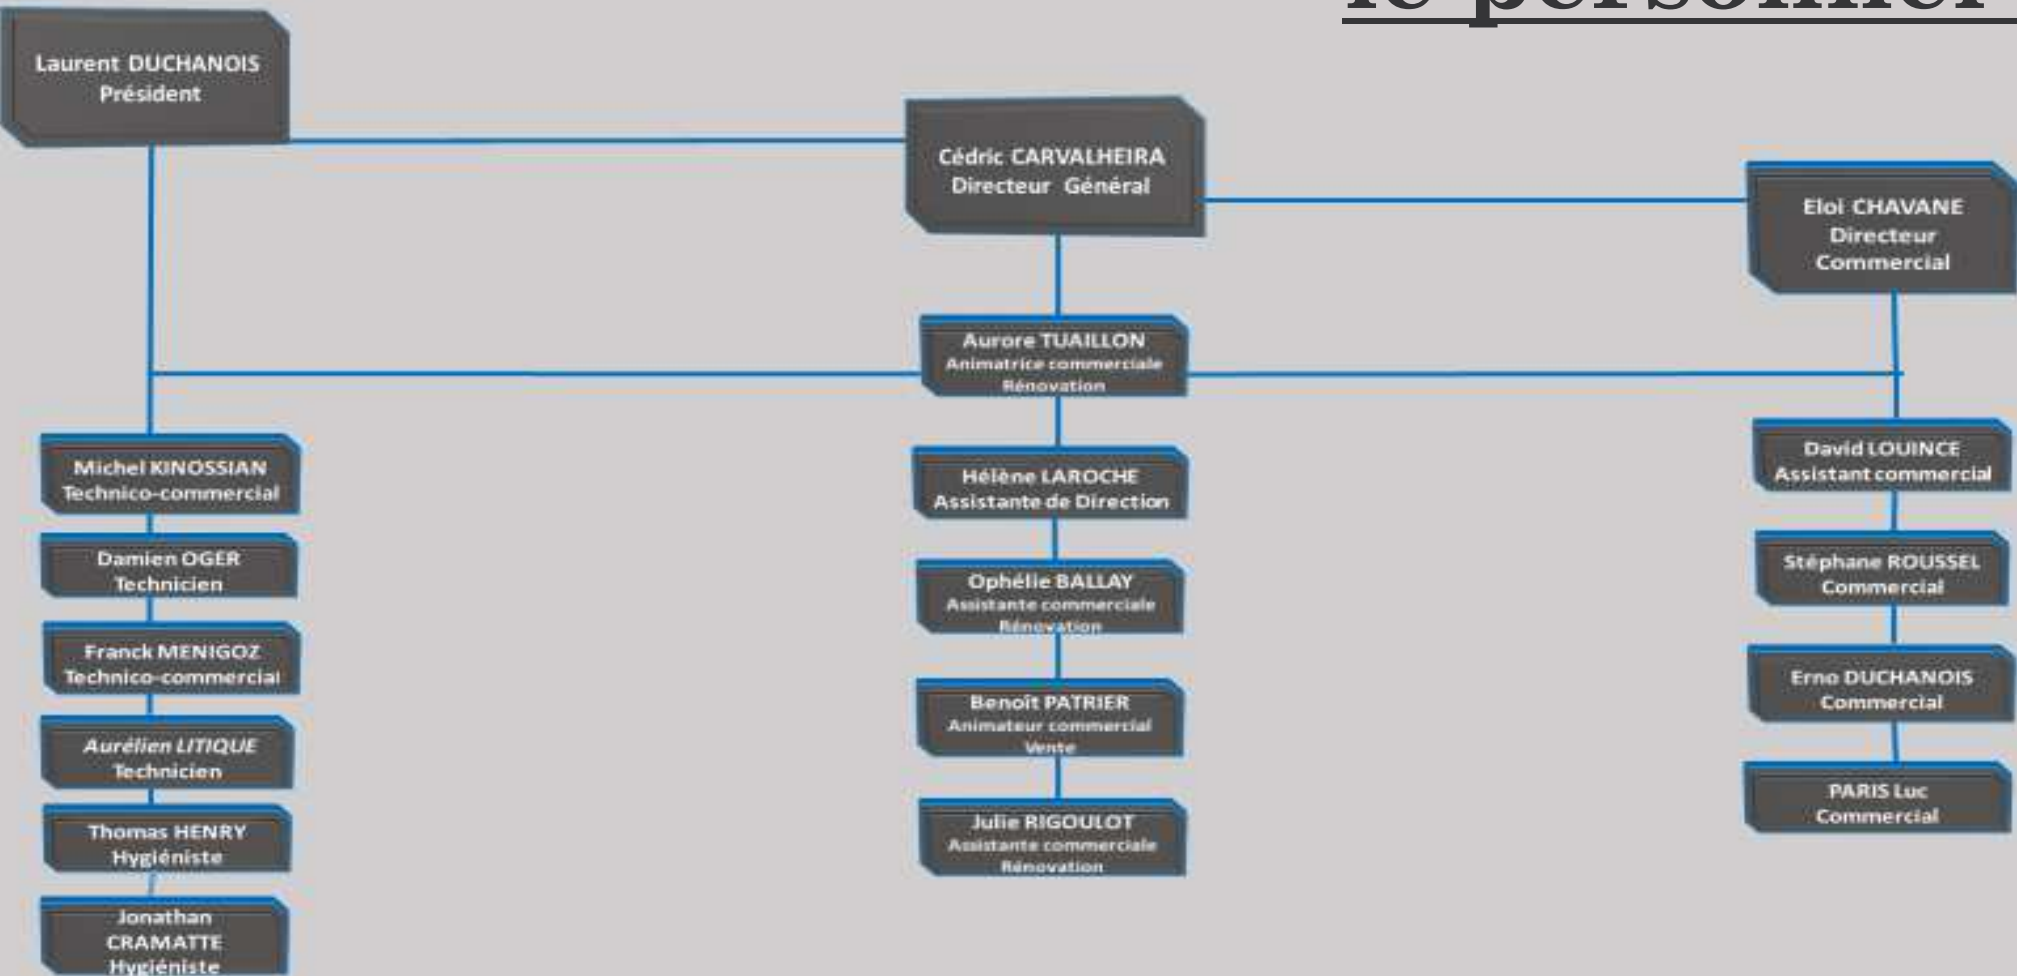 le personnel
Laurent DUCHANOIS
Président
Cédric CARVALHEIRA
Directeur Général
Eloi CHAVANE
Directeur
Commercial
Aurore TUAILLON
Animatrice commerciale
Rénovation
Michel KINOSSIAN
Technico-commercial
Damien OGER
Technicien
Franck MENIGOZ
Technico-commercial
Aurélien LITIQUE
Technicien
Thomas HENRY
Hygiéniste
Jonathan
CRAMATTE
Hygiéniste
Hélène LAROCHE
Assistante de Direction
Ophélie BALLAY
Assistante commerciale
Rénovation
Benoît PATRIER
Animateur commercial
Vente
Julie RIGOULOT
Assistante commerciale
Rénovation
David LOUINCE
Assistant commercial
Stéphane ROUSSEL
Commercial
Erno DUCHANOIS
Commercial
PARIS Luc
Commercial